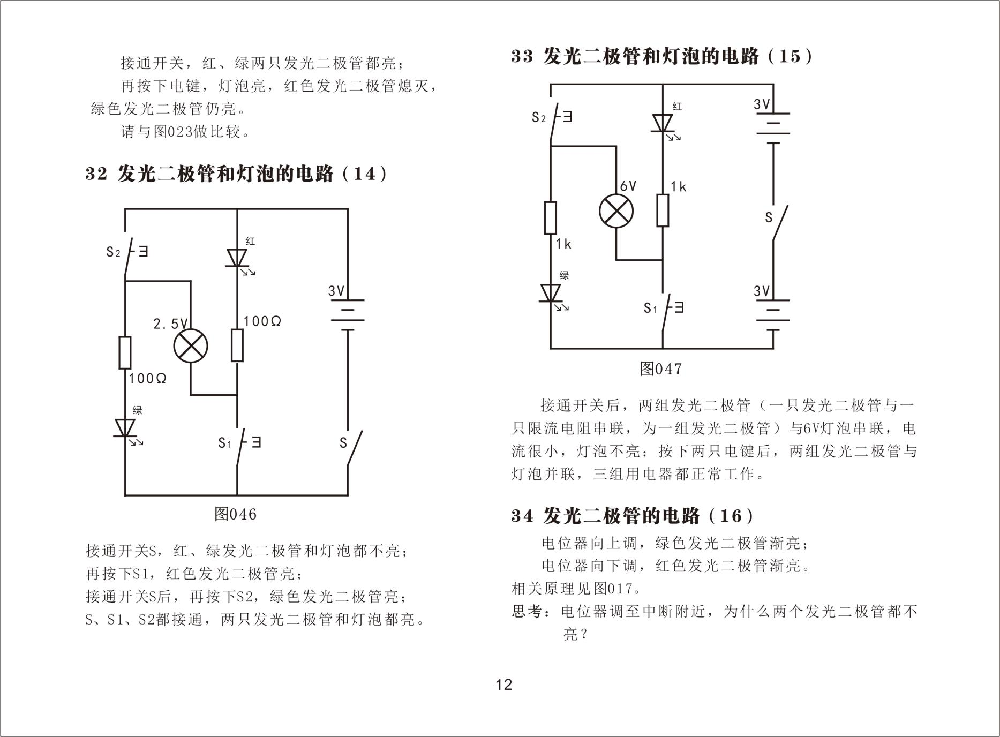 接通开关，红、绿两只发光二极管都亮；
再按下电键，灯泡亮，红色发光二极管熄灭，
绿色发光二极管仍亮。
请与图023做比较。
32 发光二极管和灯泡的电路（14）
红
S2
3V
2.5V
100Ω
100Ω
绿
S1
S
图046
接通开关S，红、绿发光二极管和灯泡都不亮；
再按下S1，红色发光二极管亮；
接通开关S后，再按下S2，绿色发光二极管亮；
S、S1、S2都接通，两只发光二极管和灯泡都亮。
33 发光二极管和灯泡的电路（15）
3V
红
S2
6V
1k
S
1k
绿
3V
S1
图047
接通开关后，两组发光二极管（一只发光二极管与一
只限流电阻串联，为一组发光二极管）与6V灯泡串联，电
流很小，灯泡不亮；按下两只电键后，两组发光二极管与
灯泡并联，三组用电器都正常工作。
34 发光二极管的电路（16）
电位器向上调，绿色发光二极管渐亮；
电位器向下调，红色发光二极管渐亮。
相关原理见图017。
思考：电位器调至中断附近，为什么两个发光二极管都不
亮？
12